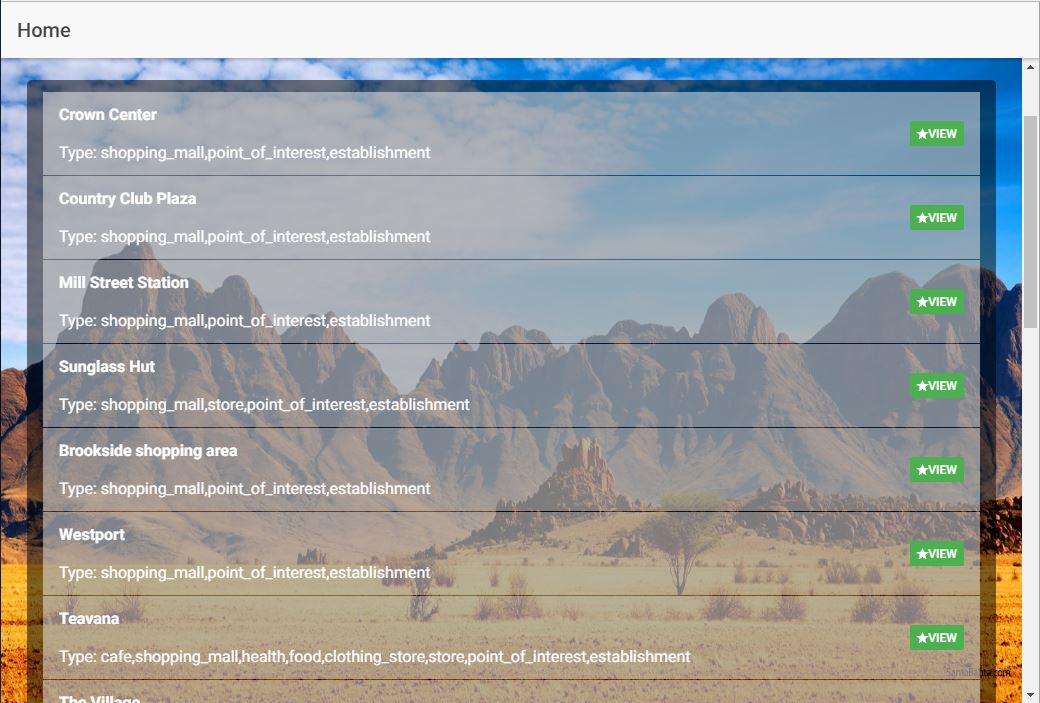 Home
Crown Center
Type: shopping_mall,point_of_interest,establishment
★VIEW
Country Club Plaza
Type: shopping_mall,point_of_interest,establishment
★VIEW
Mill Street Station
Type: shopping_mall,point_of_interest,establishment
★VIEW
Sunglass Hut
Type: shopping_mall,store,point_of_interest,establishment
★VIEW
Brookside shopping area
Type: shopping_mall,point_of_interest,establishment
★VIEW
Westport
Type: shopping_mall,point_of_interest,establishment
★VIEW
Teavana
Type: cafe,shopping_mall,health,food,clothing_store,store,point_of_interest,establishment
★VIEW
SantaBanta.com
The Village